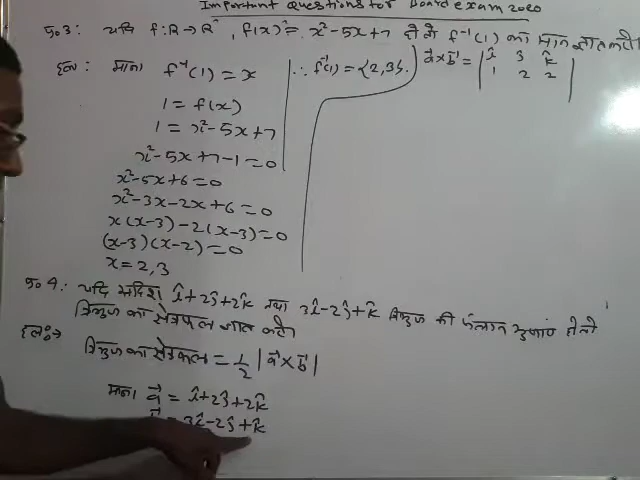 Important Questions for Board exam 2020
प्र०3: यदि f:R→R, f(x) = x²-5x+7 हो तो f⁻¹(1) का मान ज्ञात करो।
हल: माना f⁻¹(1) = x
1 = f(x)
1 = x²-5x+7
x²-5x+7-1=0
x²-5x+6=0
x²-3x-2x+6=0
x(x-3)-2(x-3)=0
(x-3)(x-2)=0
x=2,3
∴ f⁻¹(1) = {2,3}.
a⃗×b⃗ = | î ĵ k̂
1 2 2 |
प्र०4: यदि सदिश î+2ĵ+2k̂ तथा 3î-2ĵ+k̂ त्रिभुज की संलग्न भुजाएं हो तो
त्रिभुज का क्षेत्रफल ज्ञात करो।
हल:→ त्रिभुज का क्षेत्रफल = 1/2 |a⃗×b⃗|
माना a⃗ = î+2ĵ+2k̂
= 3î-2ĵ+k̂